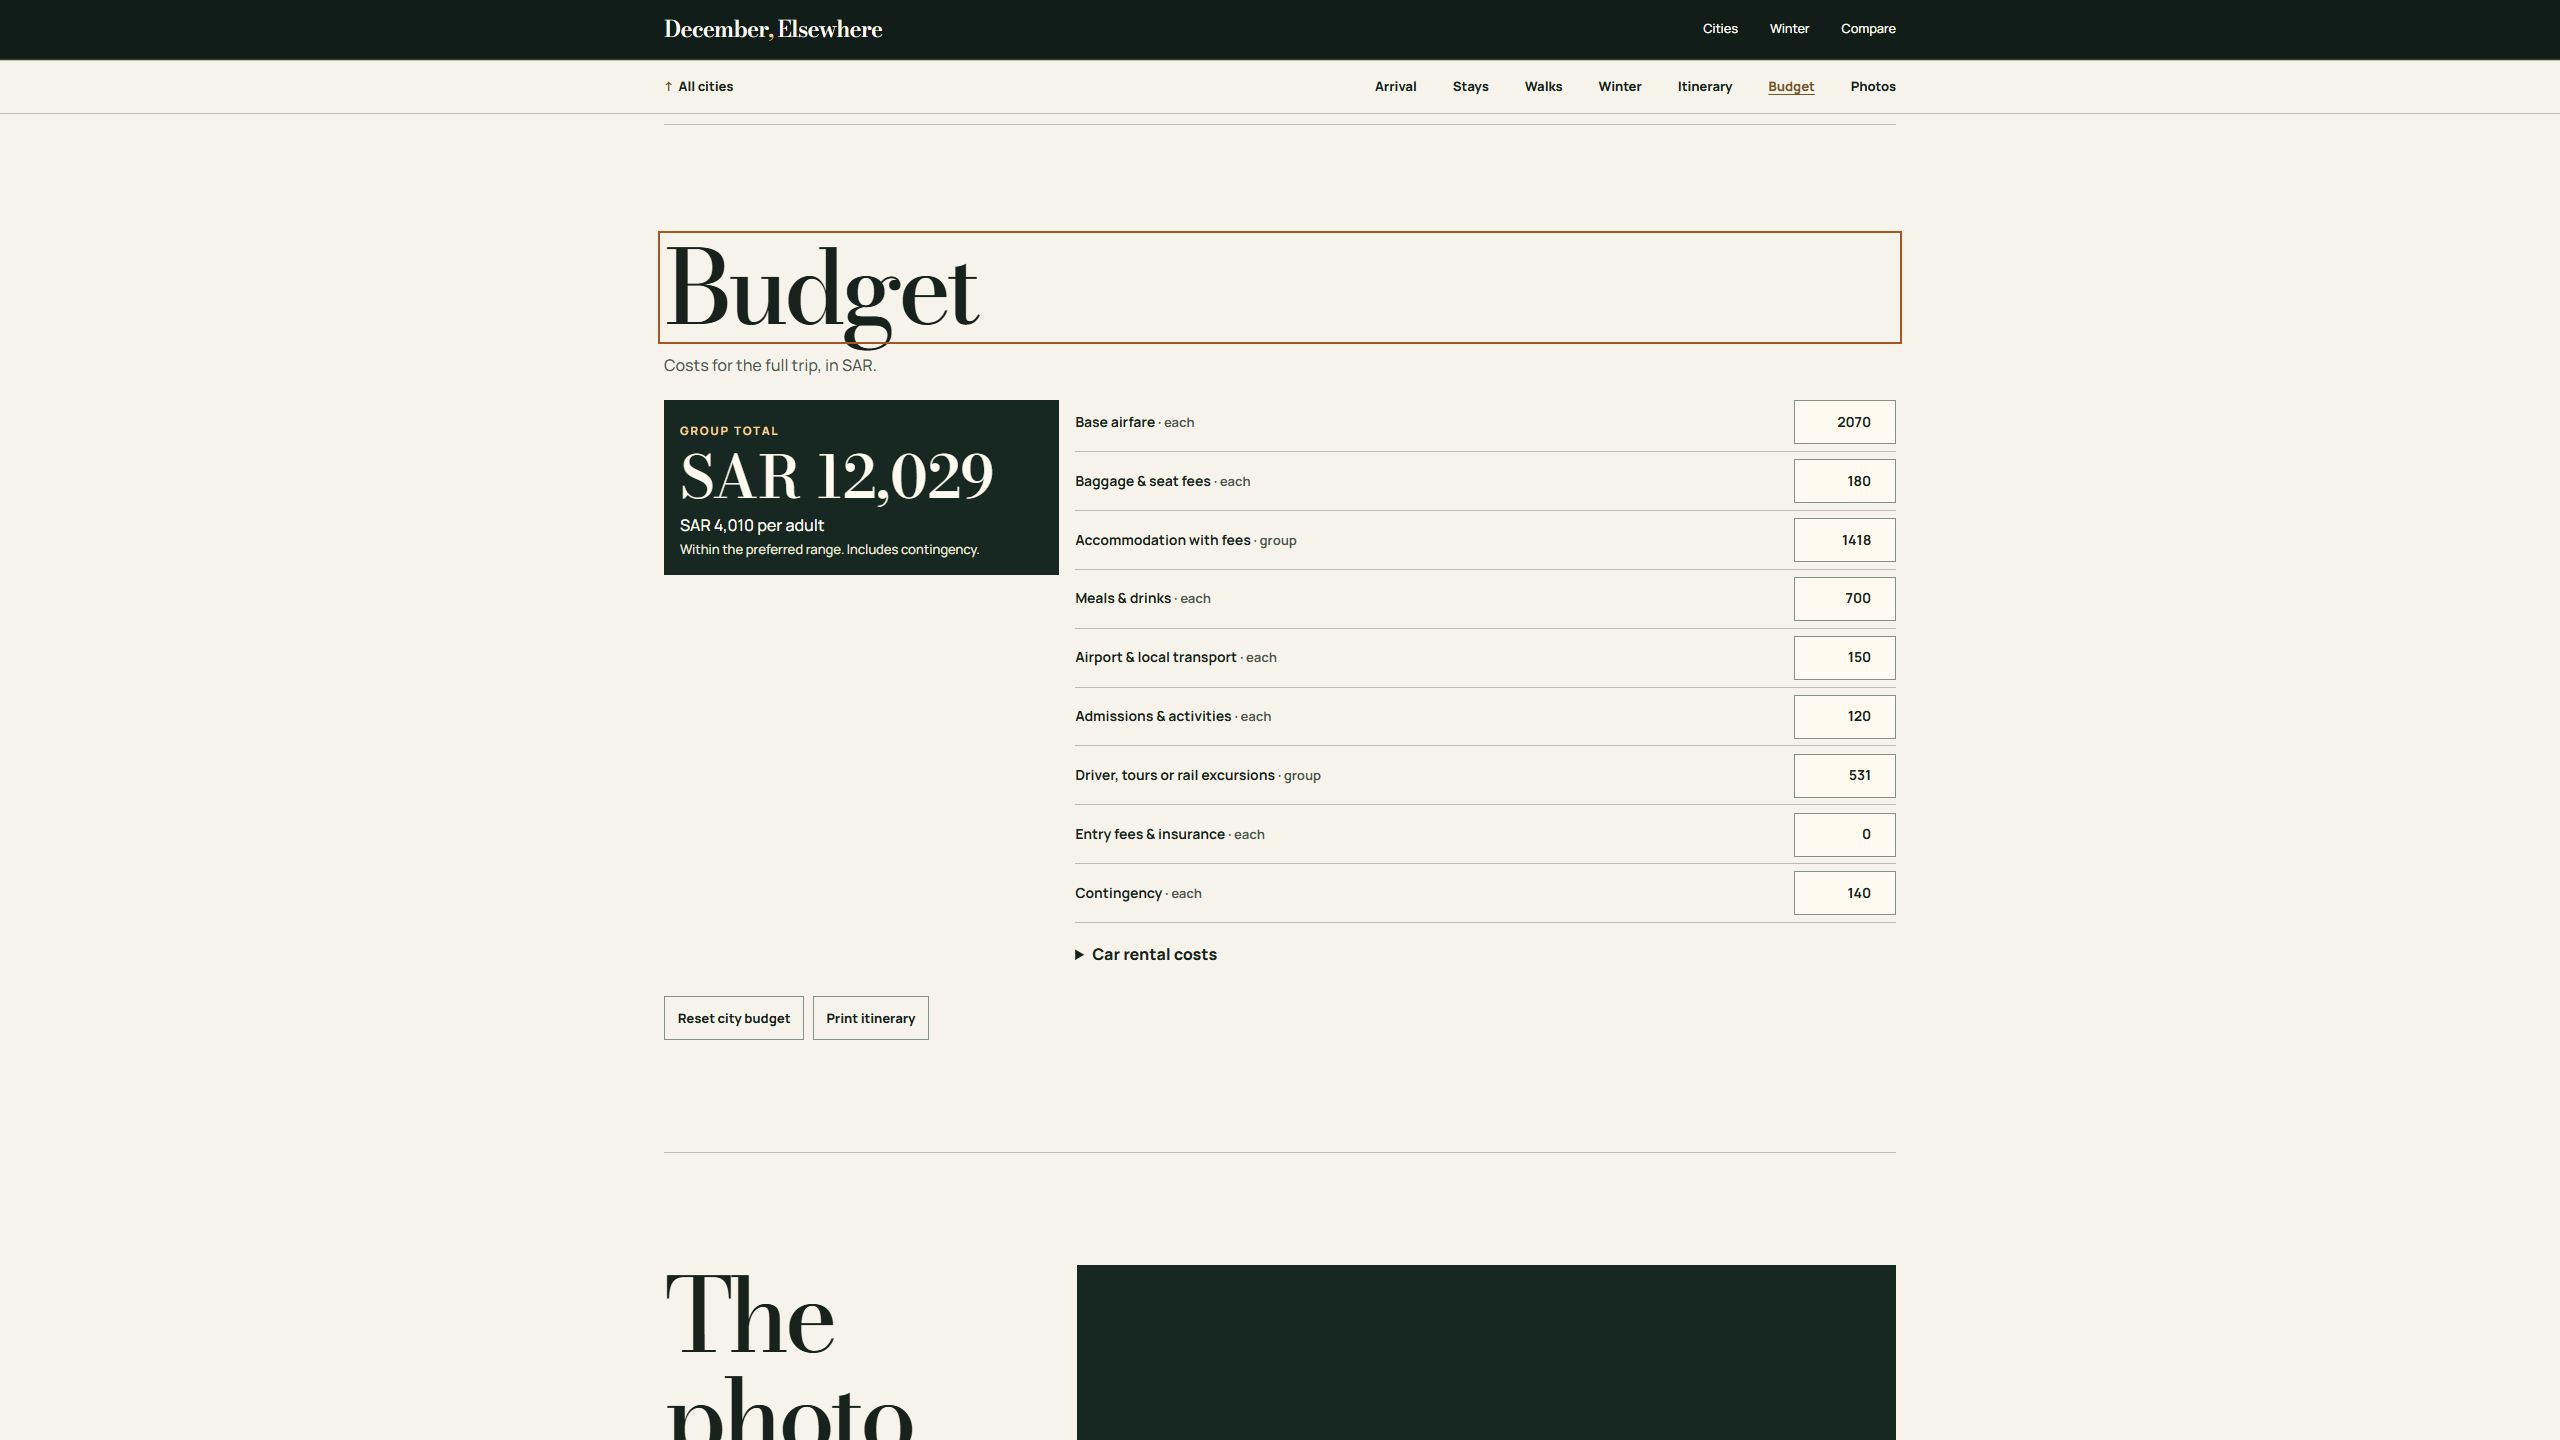 December, Elsewhere
Cities Winter Compare
↑ All cities
Arrival Stays Walks Winter Itinerary Budget Photos
Budget
Costs for the full trip, in SAR.
GROUP TOTAL
SAR 12,029
SAR 4,010 per adult
Within the preferred range. Includes contingency.
Base airfare · each 2070
Baggage & seat fees · each 180
Accommodation with fees · group 1418
Meals & drinks · each 700
Airport & local transport · each 150
Admissions & activities · each 120
Driver, tours or rail excursions · group 531
Entry fees & insurance · each 0
Contingency · each 140
▶ Car rental costs
Reset city budget Print itinerary
The
photo